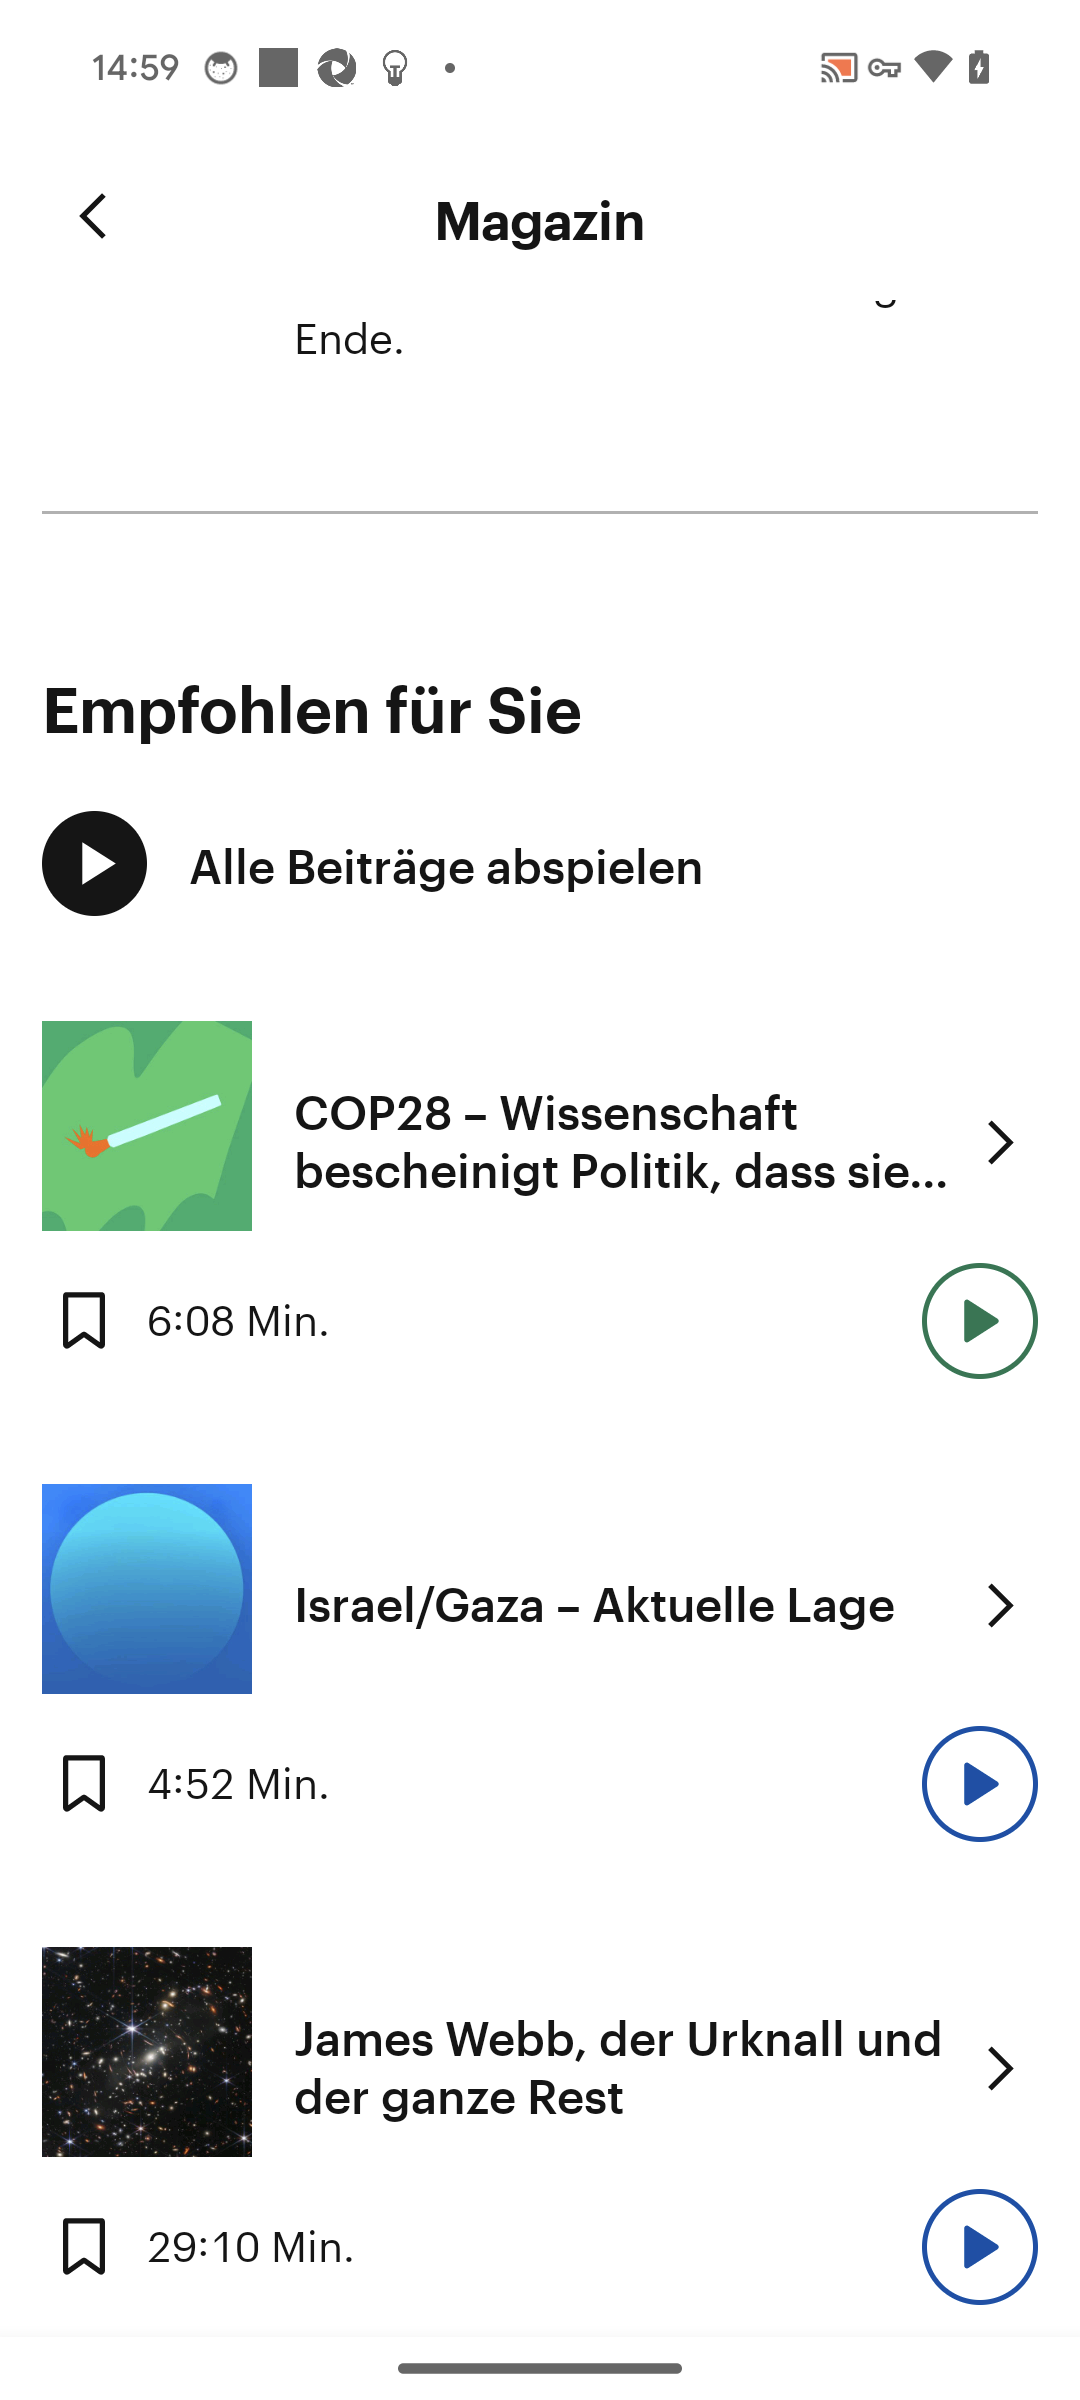 14:59
Magazin
Ende.
Empfohlen für Sie
Alle Beiträge abspielen
COP28 – Wissenschaft
bescheinigt Politik, dass sie...
6:08 Min.
Israel/Gaza – Aktuelle Lage
4:52 Min.
James Webb, der Urknall und
der ganze Rest
29:10 Min.